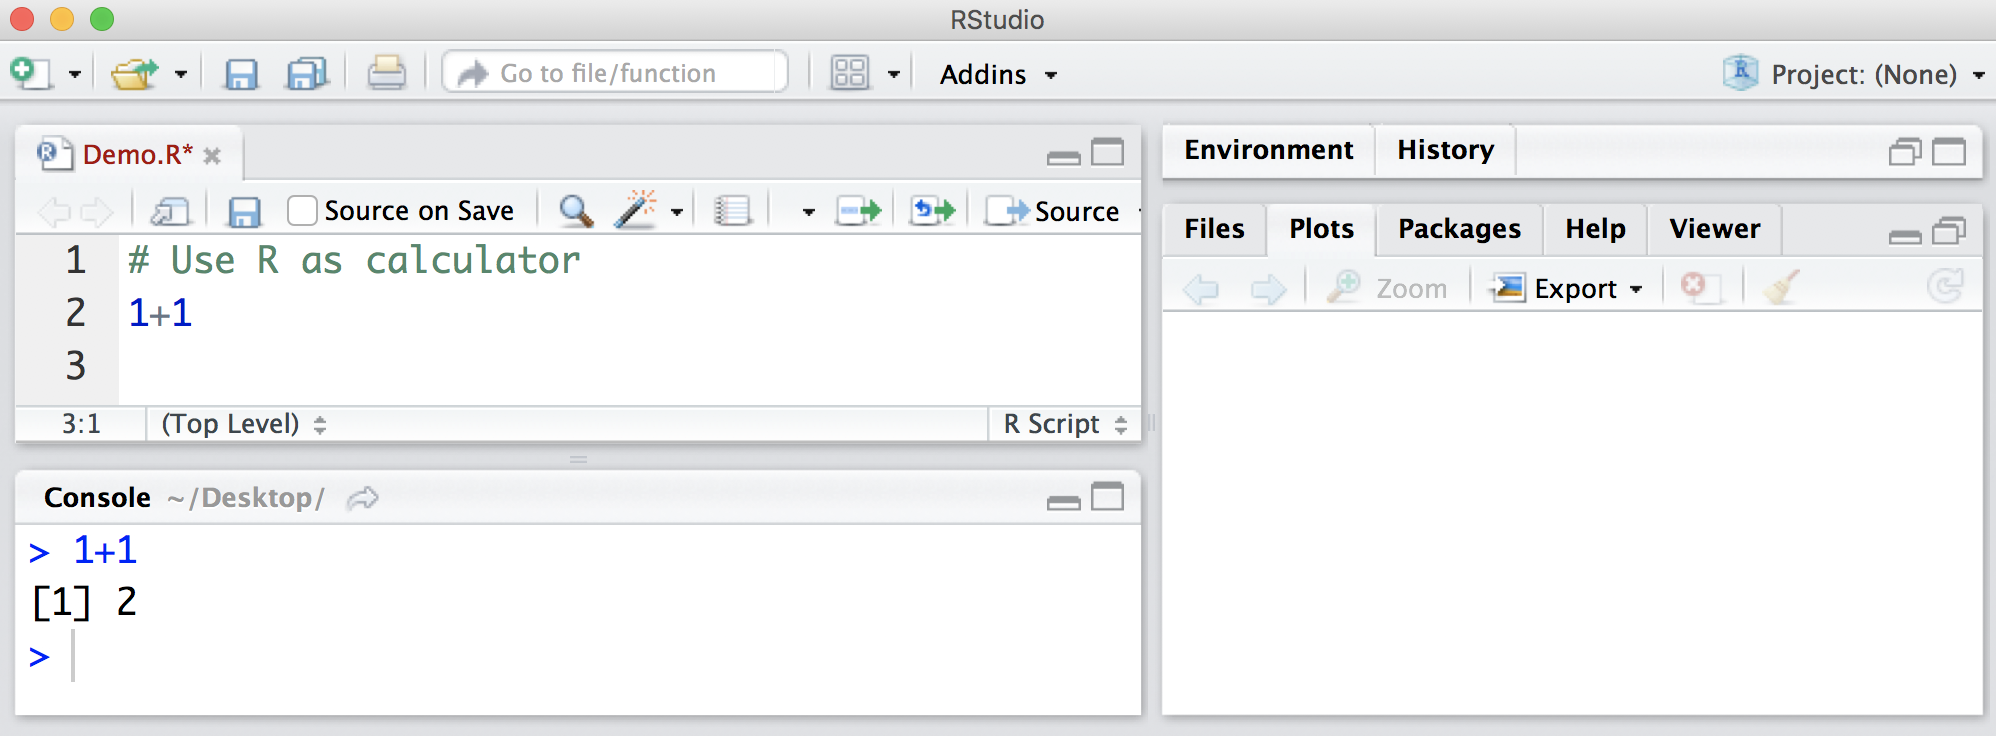 RStudio
Go to file/function
Addins
Project: (None)
Demo.R*
Source on Save
Source
1 # Use R as calculator
2 1+1
3
3:1 (Top Level) R Script
Console ~/Desktop/
> 1+1
[1] 2
>
Environment History
Files Plots Packages Help Viewer
Zoom Export